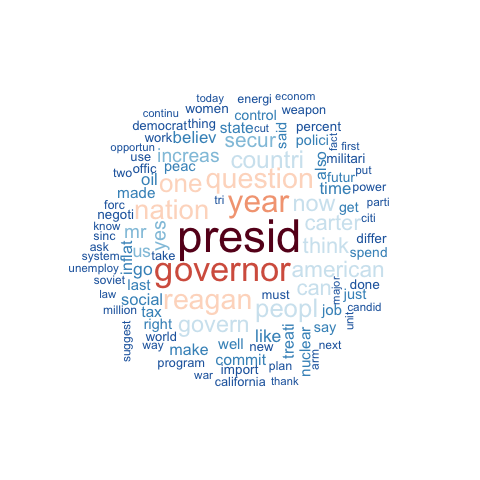 today energi econom
continu women weapon
democrat thing control percent
work believ state cut said polici fact first
opportun increas secur countri also militari
use peac
two offic futur put
oil one question time power
made tri year now get parti
forc nation citi
negoti mr yes presid carter differ
know us think spend
sinc inflat
ask take governor american
system go
unemploy last reagan can done
soviet must major just candid
law social peopl job
million tax govern unit
right like treati say
world well new nuclear next
suggest way make commit arm
program import plan
war california thank